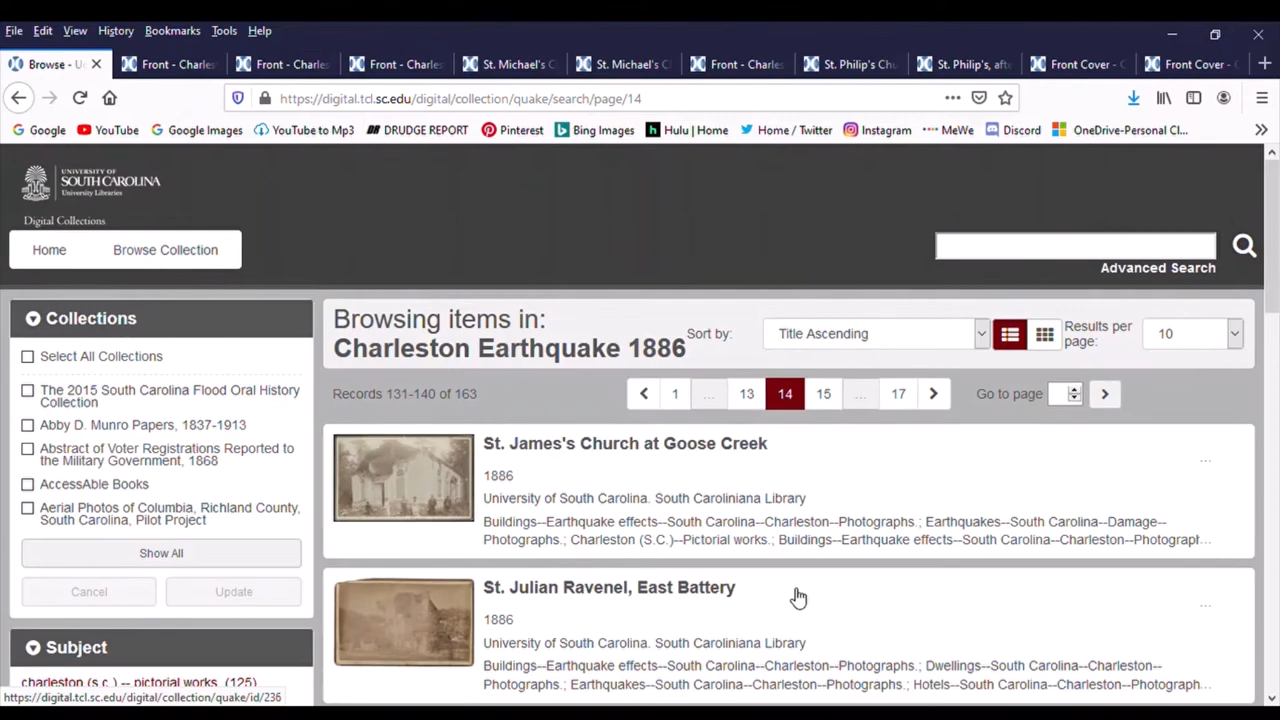 File Edit View History Bookmarks Tools Help
Browse - U
Front - Charles
Front - Charles
Front - Charles
St. Michael's C
St. Michael's C
Front - Charles
St. Philip's Chu
St. Philip's, afte
Front Cover -
Front Cover -
https://digital.tcl.sc.edu/digital/collection/quake/search/page/14
Google YouTube Google Images YouTube to Mp3 DRUDGE REPORT Pinterest Bing Images Hulu | Home Home / Twitter Instagram MeWe Discord OneDrive-Personal Cl...
UNIVERSITY OF
SOUTH CAROLINA
University Libraries
Digital Collections
Home Browse Collection
Advanced Search
Collections
Select All Collections
The 2015 South Carolina Flood Oral History
Collection
Abby D. Munro Papers, 1837-1913
Abstract of Voter Registrations Reported to
the Military Government, 1868
AccessAble Books
Aerial Photos of Columbia, Richland County,
South Carolina, Pilot Project
Show All
Cancel Update
Subject
charleston (s.c.) -- pictorial works. (125)
https://digital.tcl.sc.edu/digital/collection/quake/id/236
Browsing items in:
Charleston Earthquake 1886
Sort by: Title Ascending
Results per
page: 10
Records 131-140 of 163
1 ... 13 14 15 ... 17
Go to page
St. James's Church at Goose Creek
...
1886
University of South Carolina. South Caroliniana Library
Buildings--Earthquake effects--South Carolina--Charleston--Photographs.; Earthquakes--South Carolina--Damage--
Photographs.; Charleston (S.C.)--Pictorial works.; Buildings--Earthquake effects--South Carolina--Charleston--Photograpf...
St. Julian Ravenel, East Battery
...
1886
University of South Carolina. South Caroliniana Library
Buildings--Earthquake effects--South Carolina--Charleston--Photographs.; Dwellings--South Carolina--Charleston--
Photographs.; Earthquakes--South Carolina--Charleston--Photographs.; Hotels--South Carolina--Charleston--Photograph...